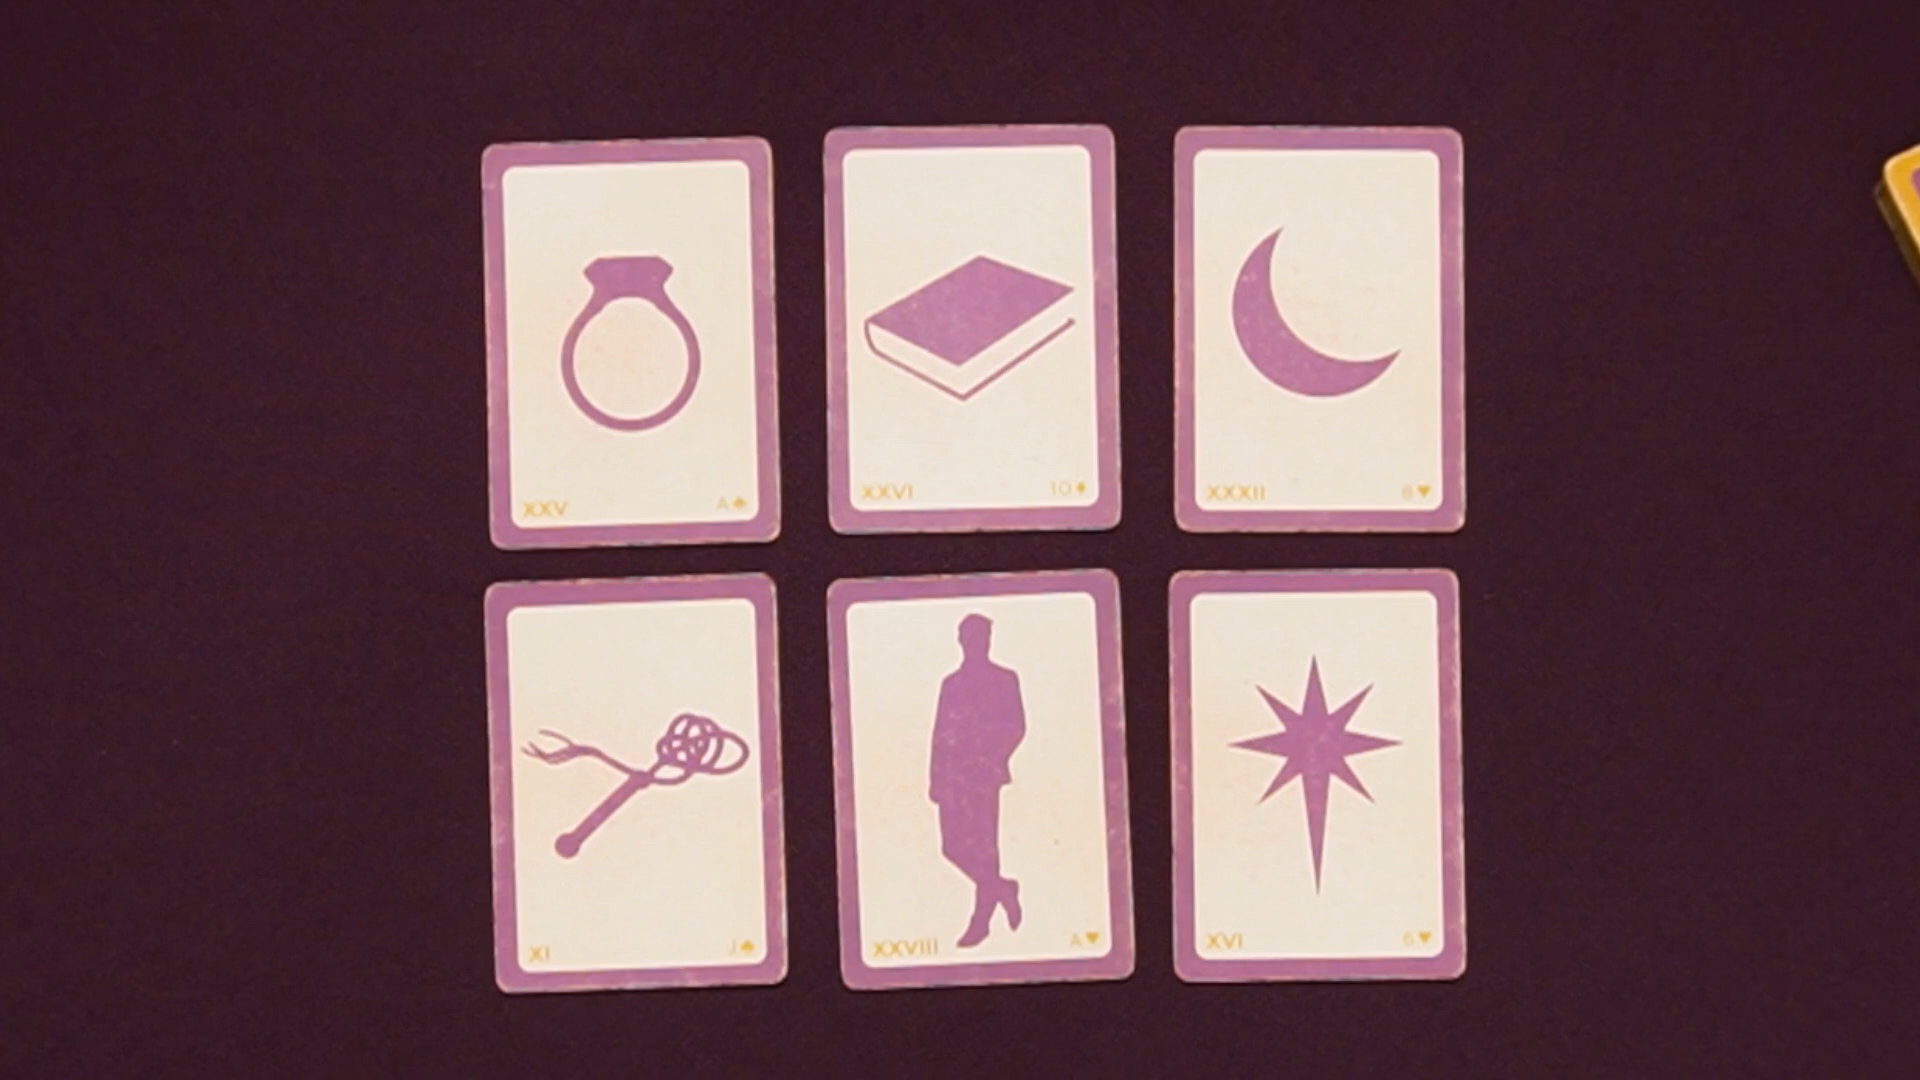 XXV A♣
XXVI 10♦
XXXII 8♥
XI J♣
XXVIII A♥
XVI 6♥